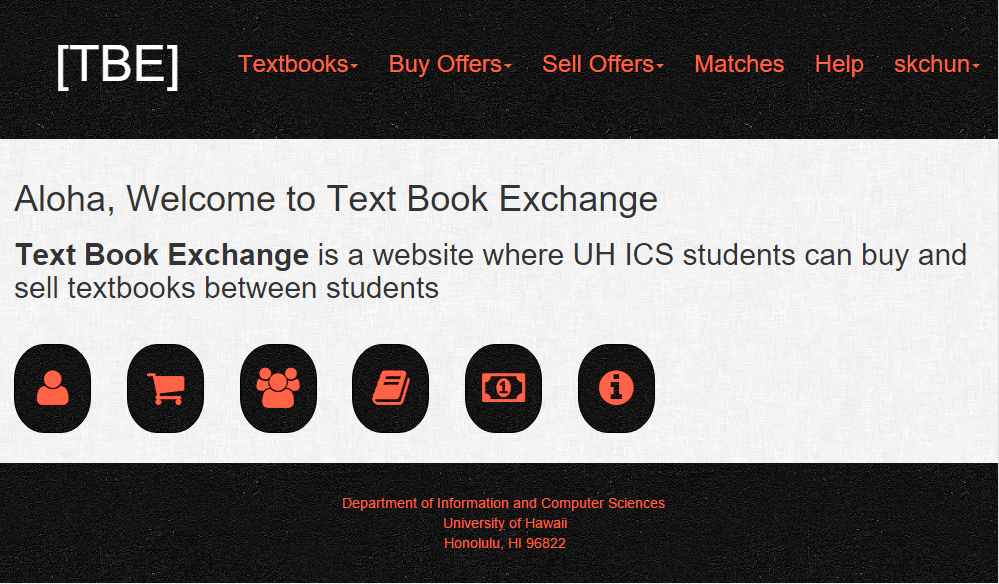 [TBE] Textbooks Buy Offers Sell Offers Matches Help skchun
Aloha, Welcome to Text Book Exchange
Text Book Exchange is a website where UH ICS students can buy and
sell textbooks between students
1
Department of Information and Computer Sciences
University of Hawaii
Honolulu, HI 96822